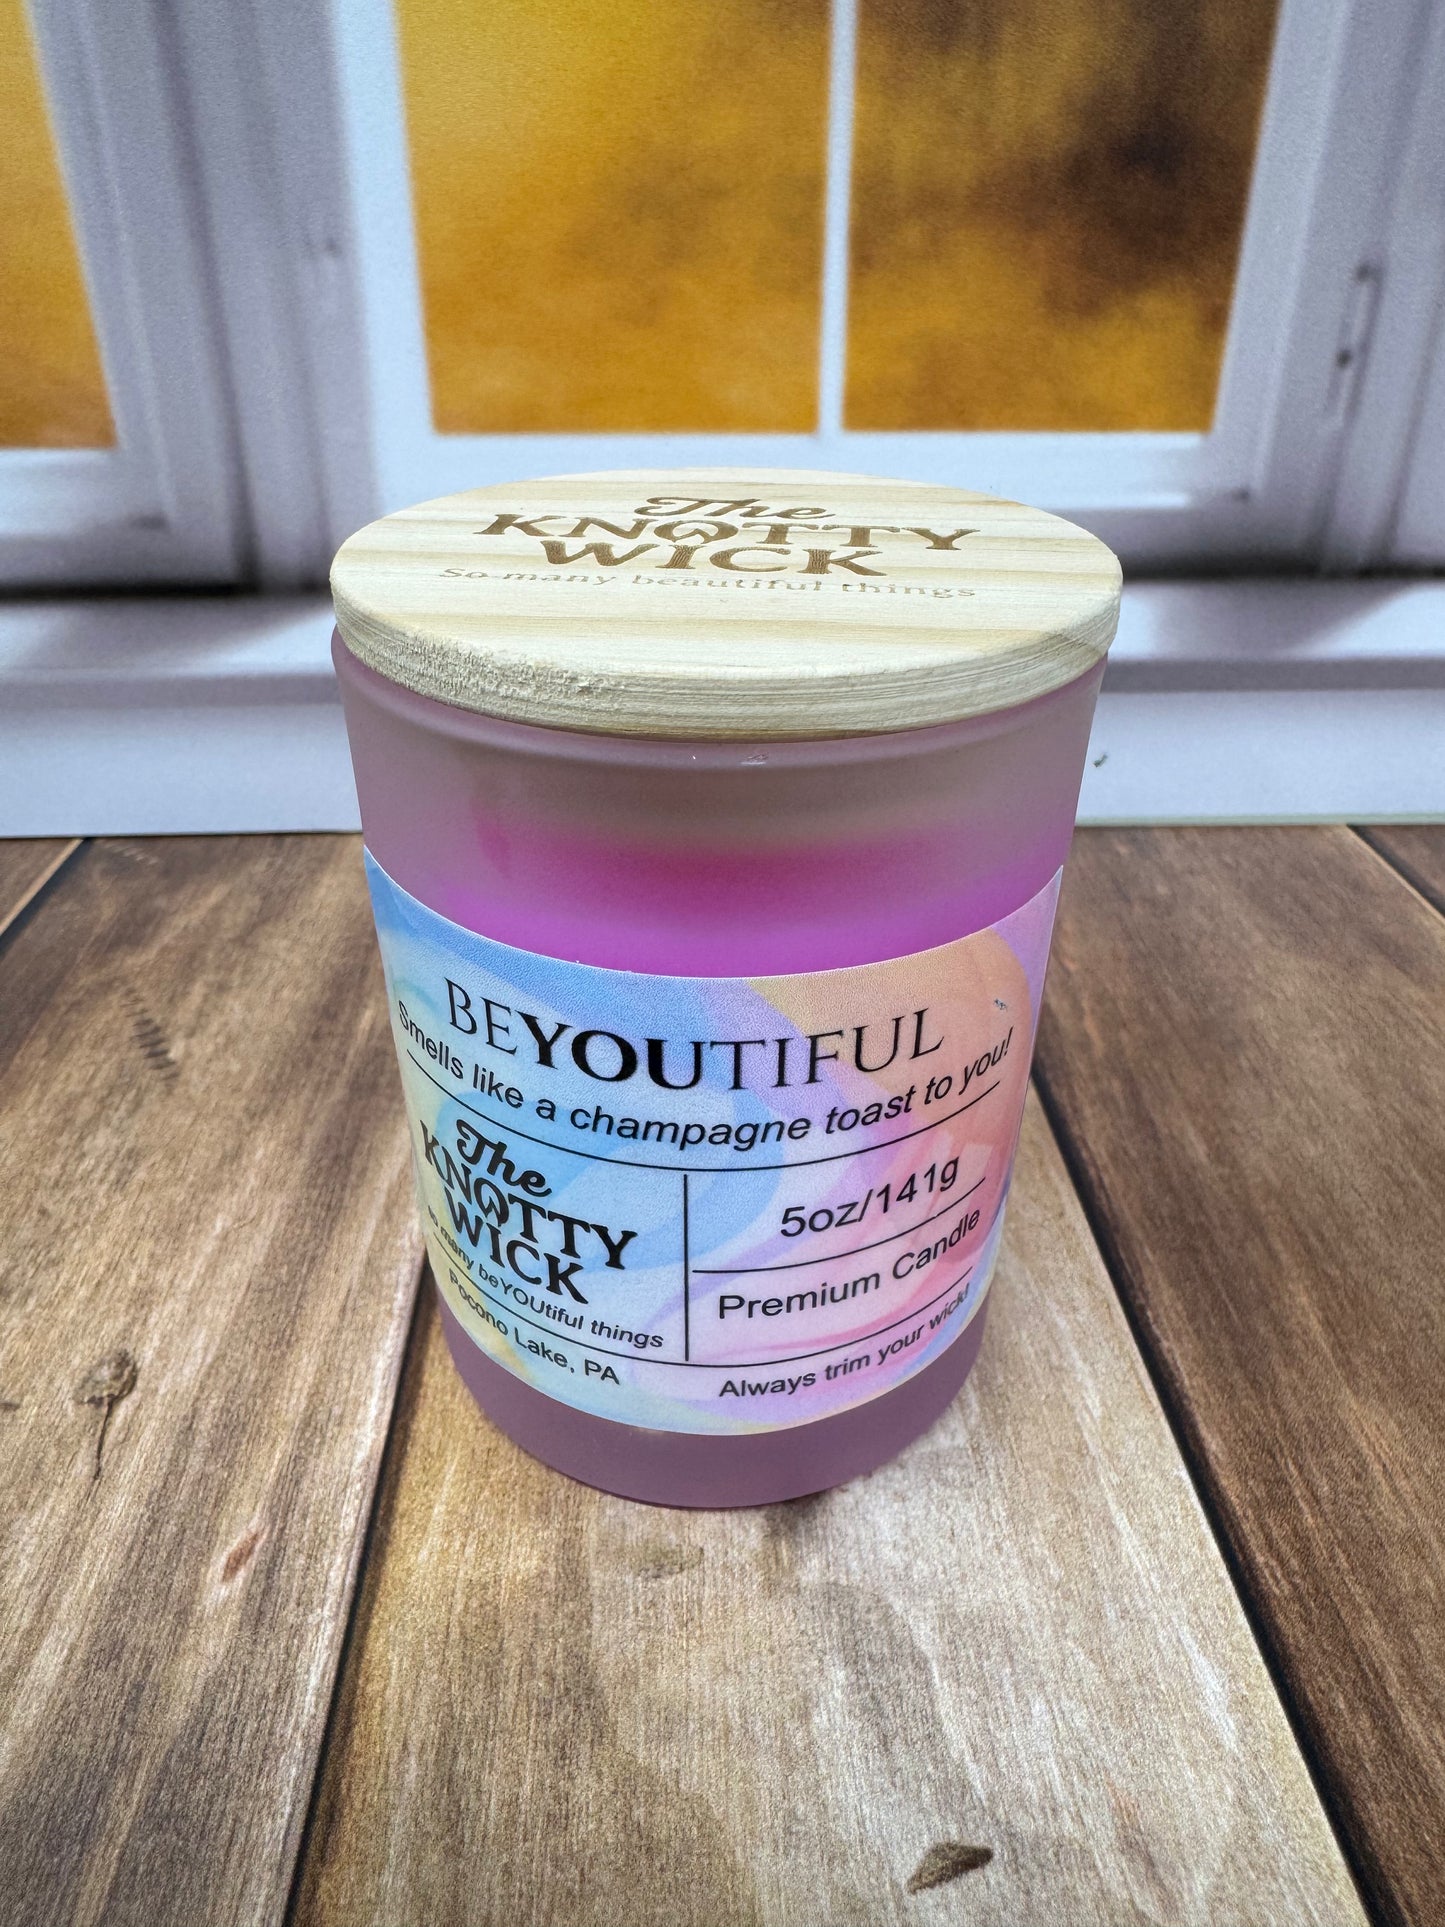 The
KNOTTY
WICK
So many beautiful things
BEYOUTIFUL
Smells like a champagne toast to you!
The
KNOTTY
WICK
so many beYOUtiful things
Pocono Lake, PA
5oz/141g
Premium Candle
Always trim your wick!